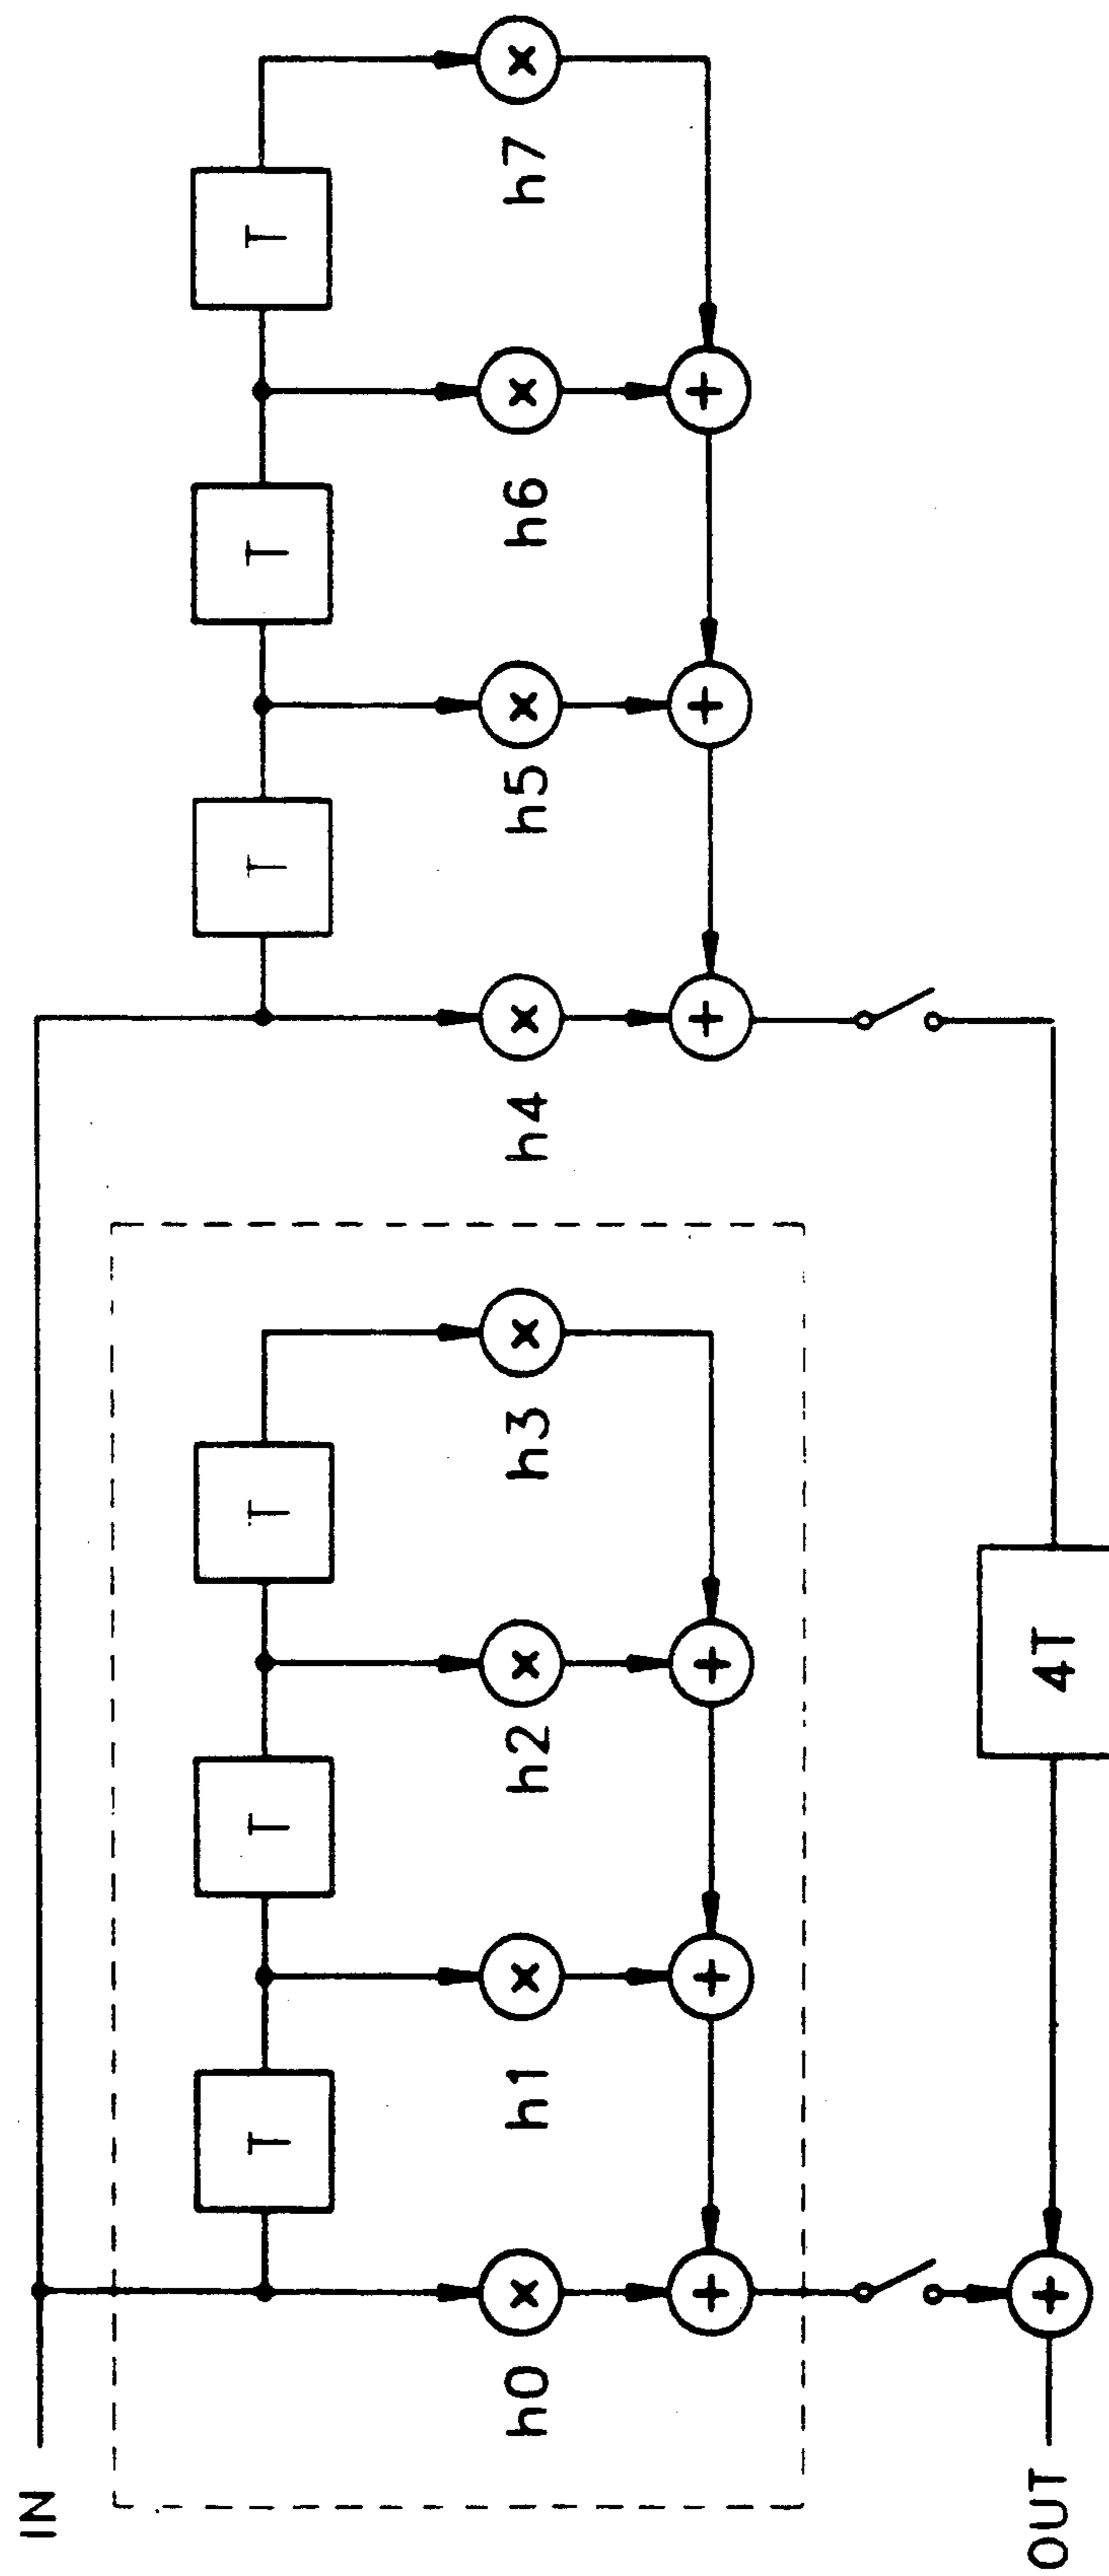 IN
T
T
T
T
T
T
×
×
×
×
×
×
×
×
h0
h1
h2
h3
h4
h5
h6
h7
+
+
+
+
+
+
4T
+
OUT